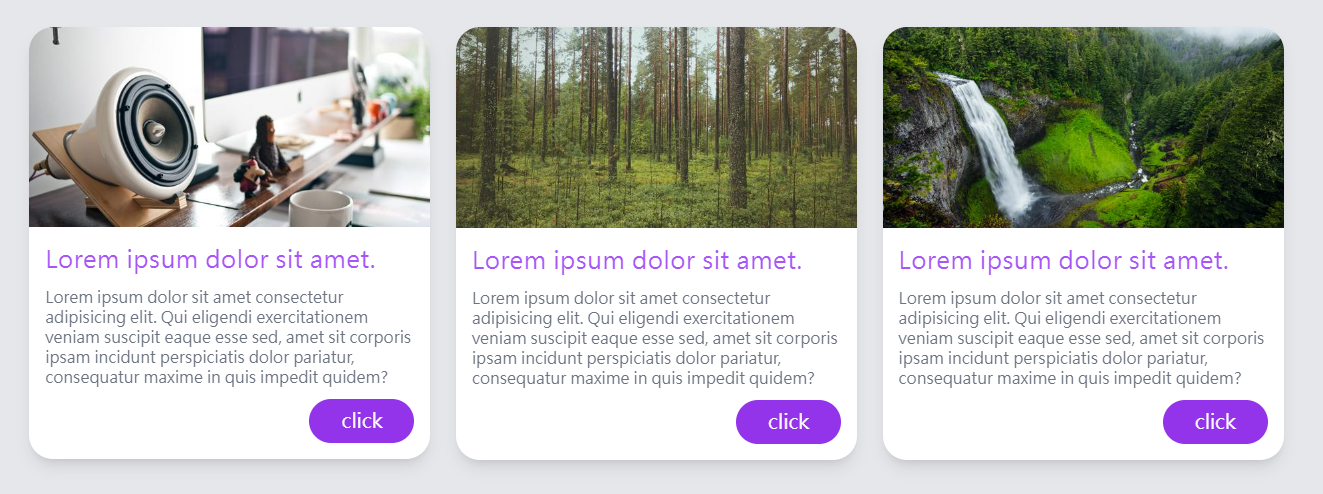 Lorem ipsum dolor sit amet.
Lorem ipsum dolor sit amet consectetur
adipisicing elit. Qui eligendi exercitationem
veniam suscipit eaque esse sed, amet sit corporis
ipsam incidunt perspiciatis dolor pariatur,
consequatur maxime in quis impedit quidem?
click
Lorem ipsum dolor sit amet.
Lorem ipsum dolor sit amet consectetur
adipisicing elit. Qui eligendi exercitationem
veniam suscipit eaque esse sed, amet sit corporis
ipsam incidunt perspiciatis dolor pariatur,
consequatur maxime in quis impedit quidem?
click
Lorem ipsum dolor sit amet.
Lorem ipsum dolor sit amet consectetur
adipisicing elit. Qui eligendi exercitationem
veniam suscipit eaque esse sed, amet sit corporis
ipsam incidunt perspiciatis dolor pariatur,
consequatur maxime in quis impedit quidem?
click